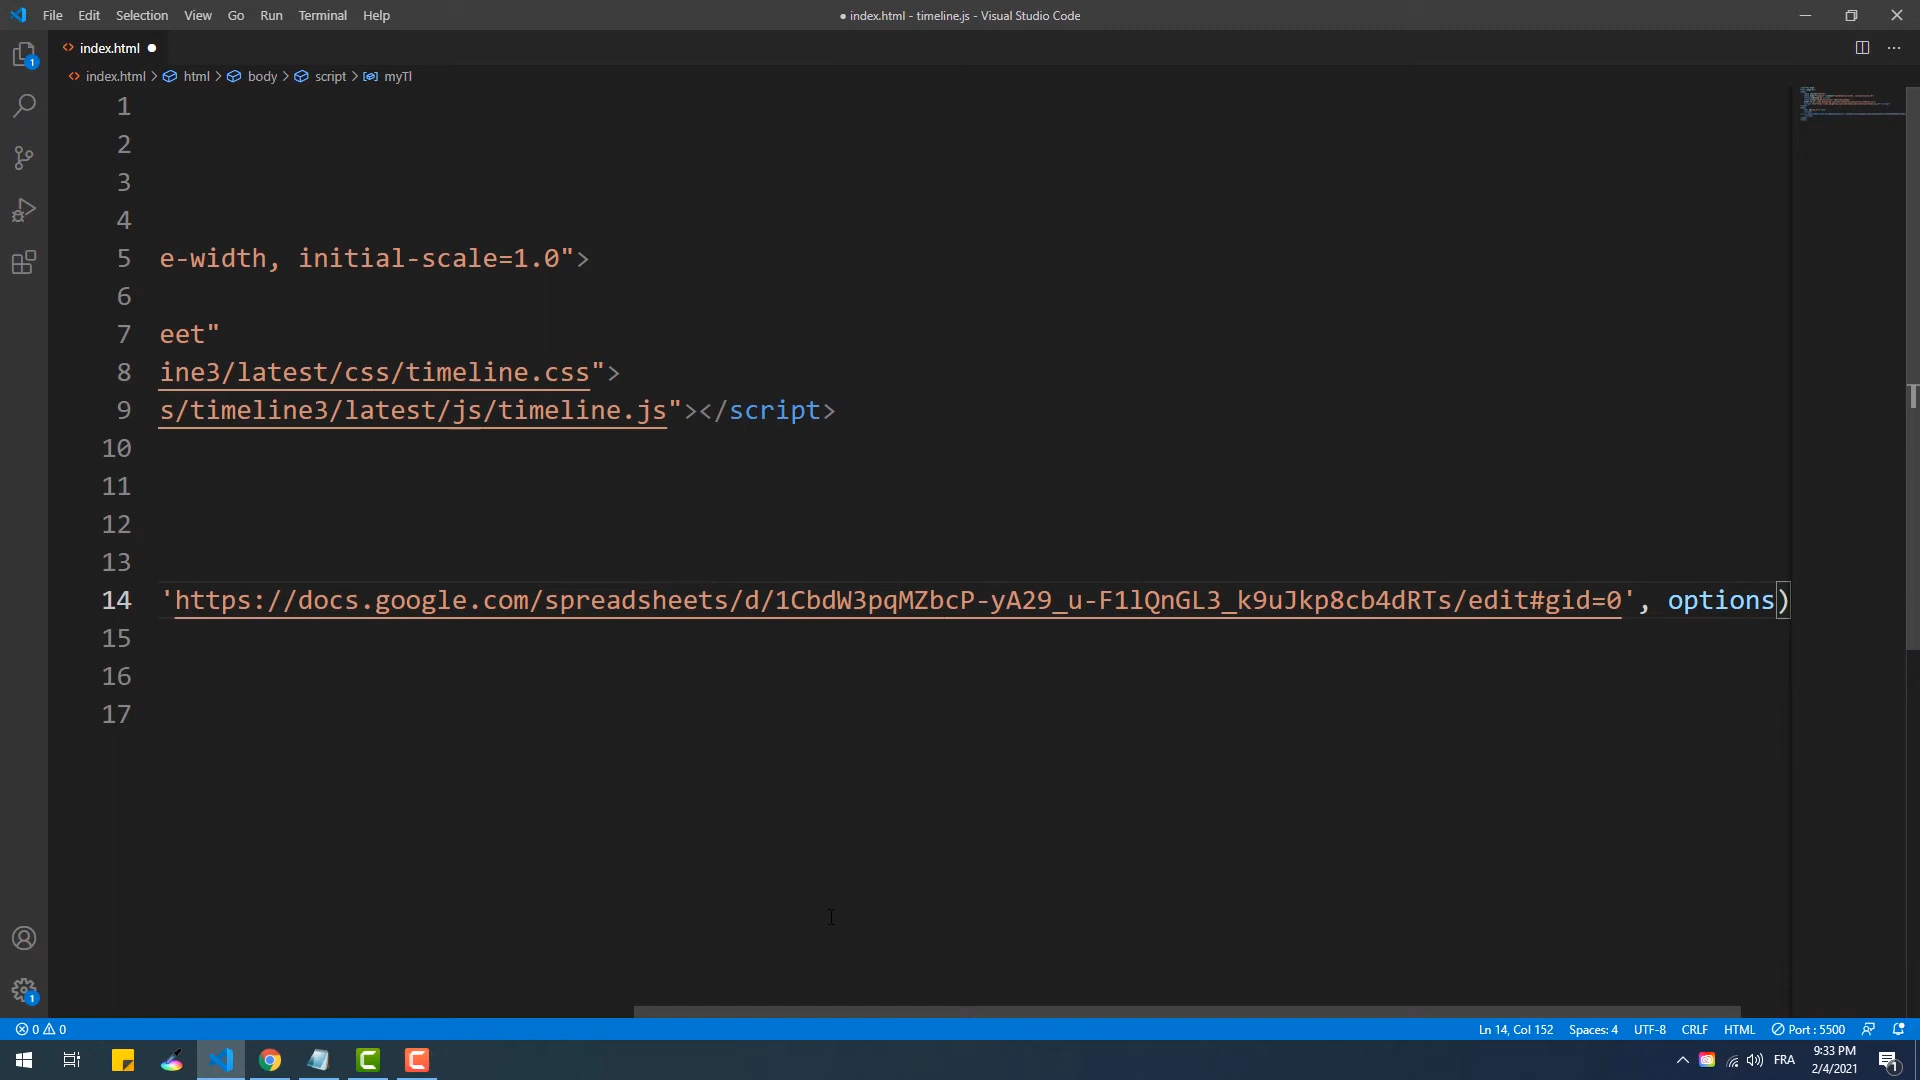 File Edit Selection View Go Run Terminal Help
● index.html - timeline.js - Visual Studio Code
index.html ●
index.html > html > body > script > myTl
1
1
2
3
4
5 e-width, initial-scale=1.0">
6
7 eet"
8 ine3/latest/css/timeline.css">
9 s/timeline3/latest/js/timeline.js"></script>
10
11
12
13
14 'https://docs.google.com/spreadsheets/d/1CbdW3pqMZbcP-yA29_u-F1lQnGL3_k9uJkp8cb4dRTs/edit#gid=0', options)
15
16
17
1
0 0
Ln 14, Col 152 Spaces: 4 UTF-8 CRLF HTML Port : 5500
FRA
9:33 PM
2/4/2021
1